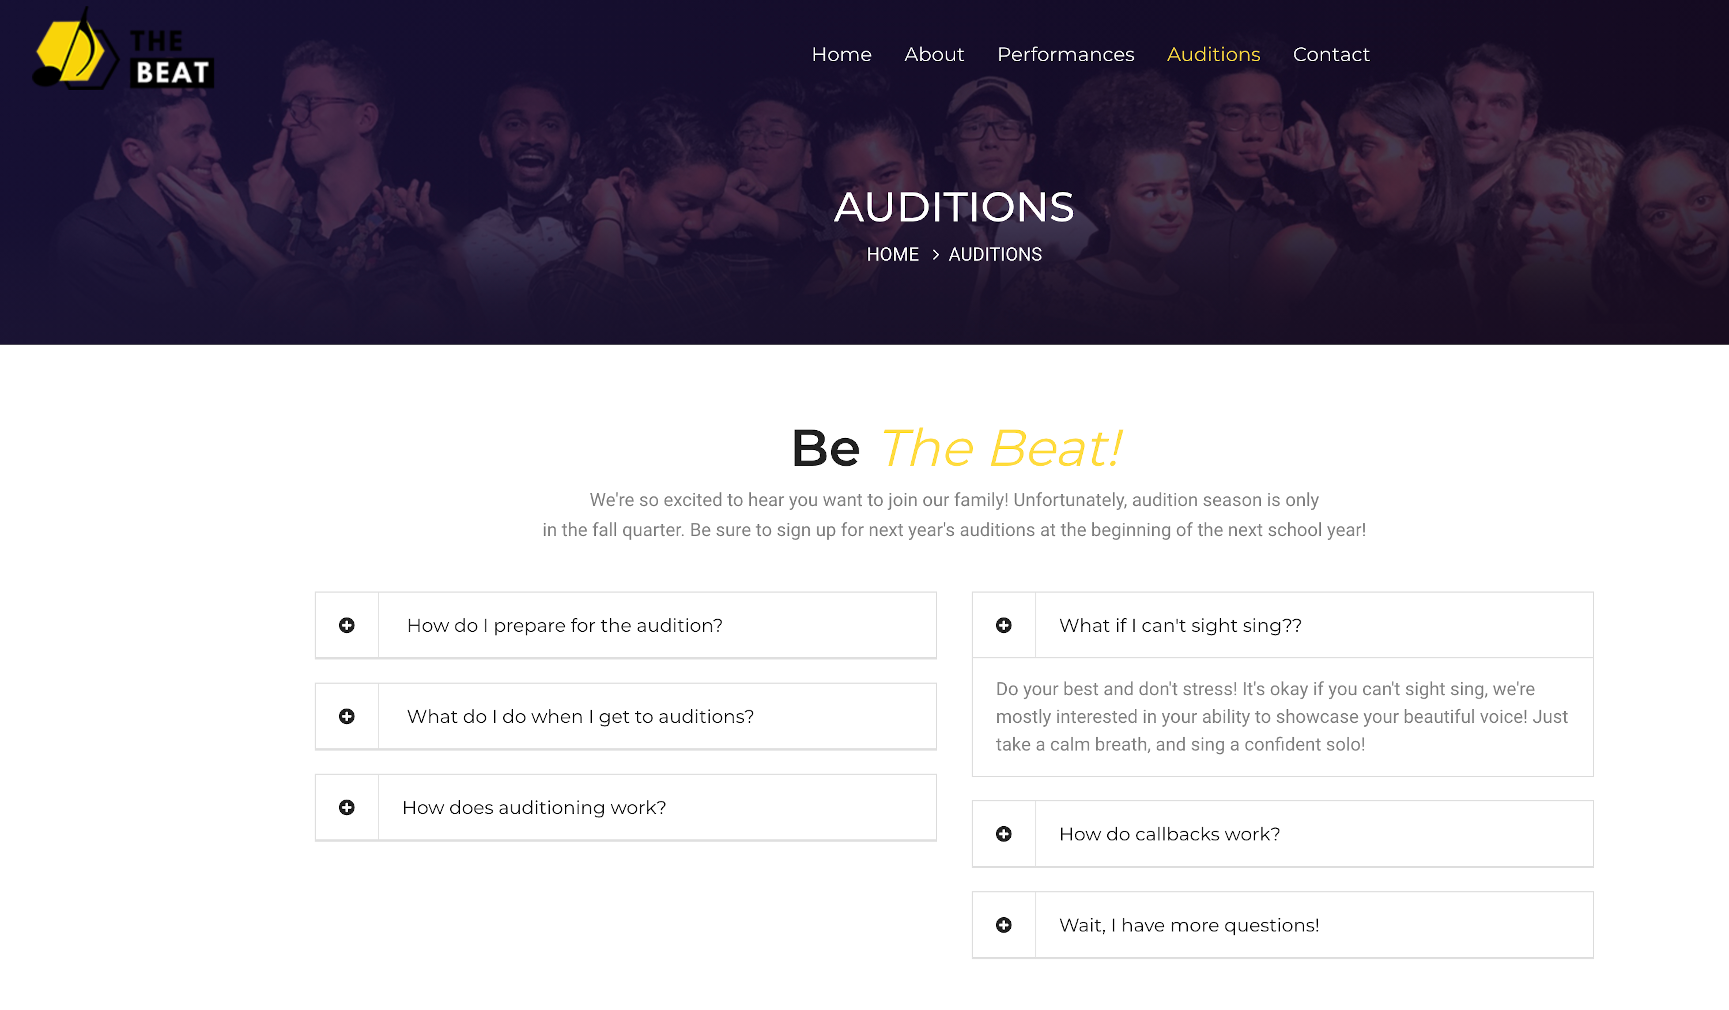 THE
BEAT
Home About Performances Auditions Contact
AUDITIONS
HOME > AUDITIONS
Be The Beat!
We're so excited to hear you want to join our family! Unfortunately, audition season is only
in the fall quarter. Be sure to sign up for next year's auditions at the beginning of the next school year!
How do I prepare for the audition?
What do I do when I get to auditions?
How does auditioning work?
What if I can't sight sing??
Do your best and don't stress! It's okay if you can't sight sing, we're
mostly interested in your ability to showcase your beautiful voice! Just
take a calm breath, and sing a confident solo!
How do callbacks work?
Wait, I have more questions!